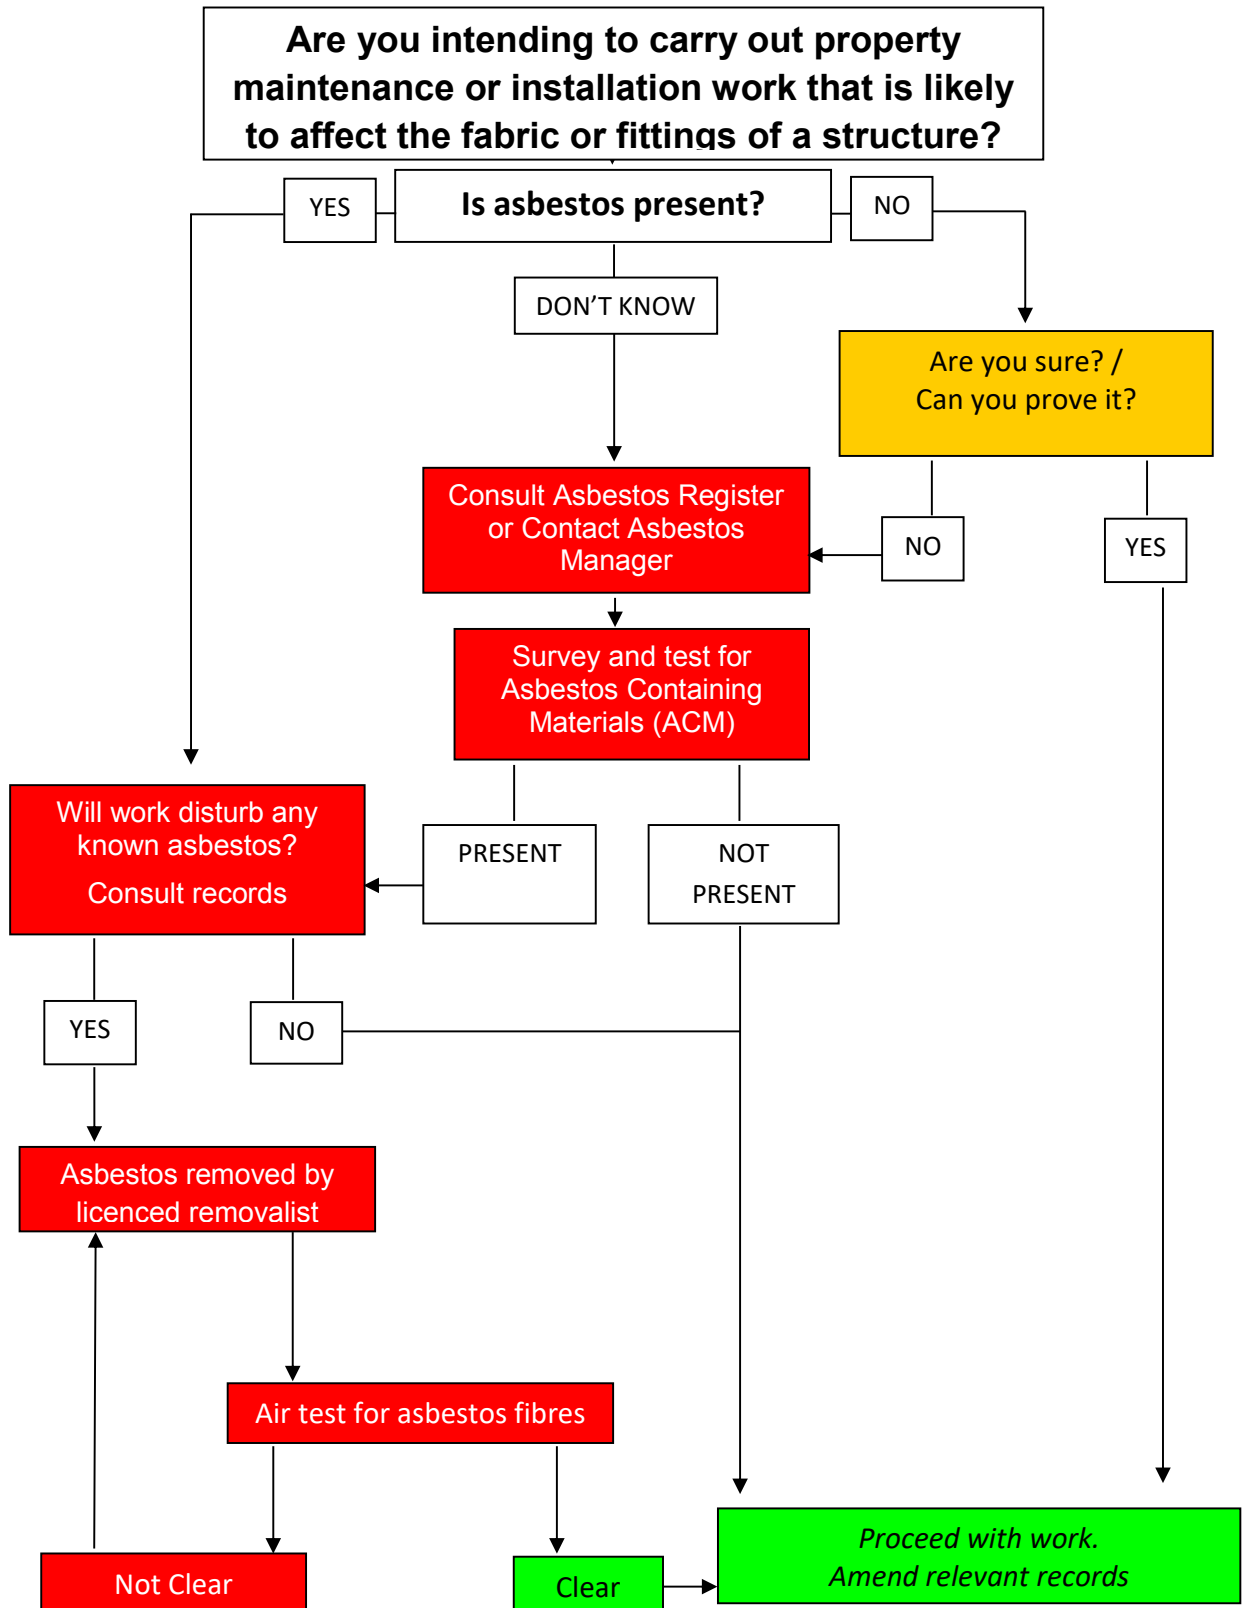 Are you intending to carry out property
maintenance or installation work that is likely
to affect the fabric or fittings of a structure?
YES
Is asbestos present?
NO
DON'T KNOW
Are you sure? /
Can you prove it?
Consult Asbestos Register
or Contact Asbestos
Manager
NO
YES
Survey and test for
Asbestos Containing
Materials (ACM)
Will work disturb any
known asbestos?
Consult records
PRESENT
NOT
PRESENT
YES
NO
Asbestos removed by
licenced removalist
Air test for asbestos fibres
Not Clear
Clear
Proceed with work.
Amend relevant records